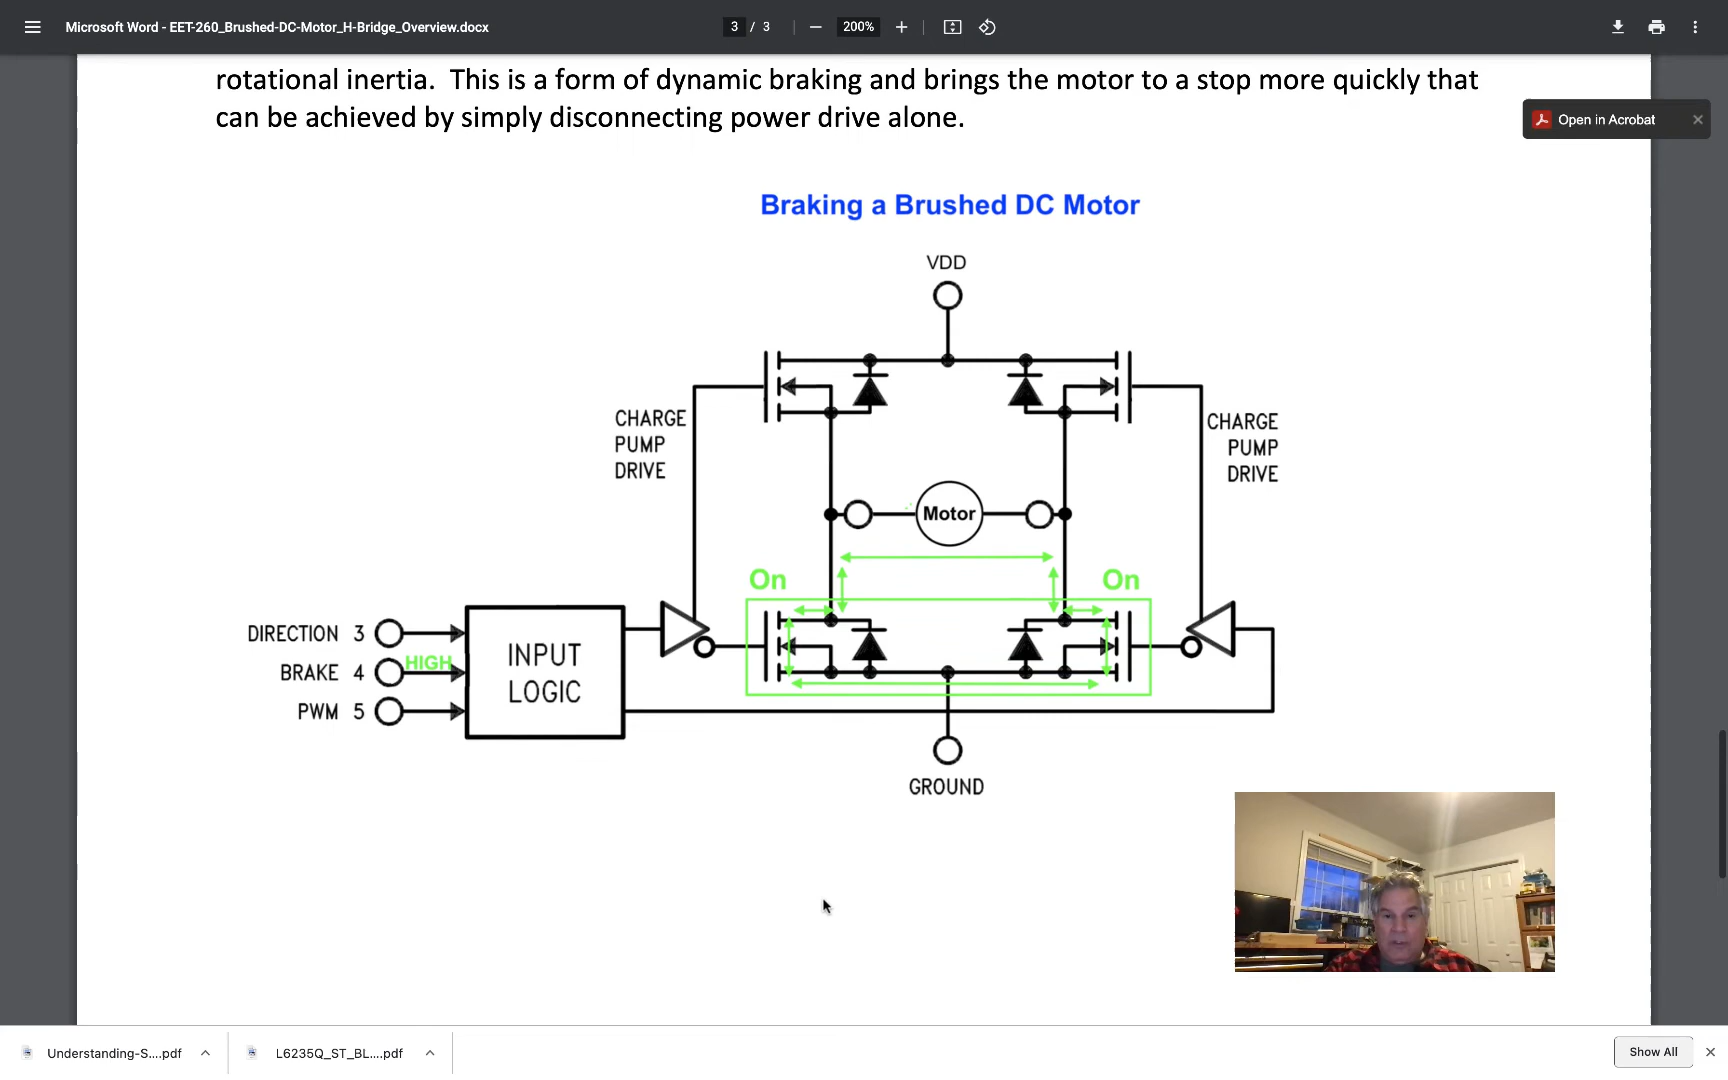 Microsoft Word - EET-260_Brushed-DC-Motor_H-Bridge_Overview.docx
3 / 3
200%
rotational inertia. This is a form of dynamic braking and brings the motor to a stop more quickly that
can be achieved by simply disconnecting power drive alone.
Open in Acrobat
Braking a Brushed DC Motor
VDD
CHARGE
PUMP
DRIVE
CHARGE
PUMP
DRIVE
Motor
On
On
DIRECTION 3
BRAKE 4
HIGH
PWM 5
INPUT
LOGIC
GROUND
Understanding-S....pdf
L6235Q_ST_BL....pdf
Show All